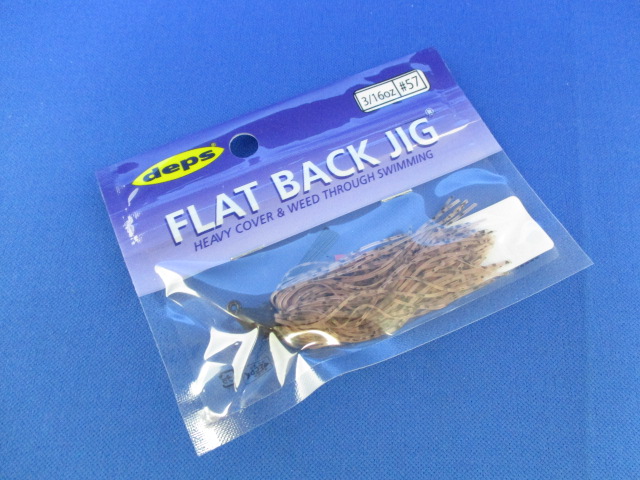 3/16oz #57
deps®
FLAT BACK JIG®
HEAVY COVER & WEED THROUGH SWIMMING